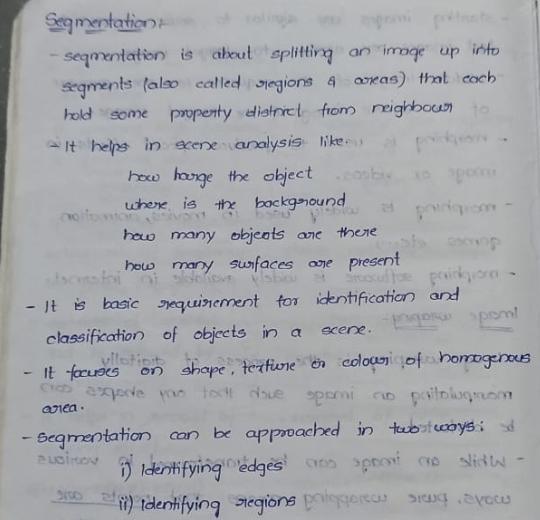 Segmentation:
- segmentation is about splitting an image up into
segments (also called regions & areas) that each
hold some property district from neighbour
- It helps in scene analysis like.
how harge the object
where is the background
how many objects are there
how many surfaces are present
- It is basic requirement for identification and
classification of objects in a scene.
- It focuses on shape, texture or colour of homogenous
area.
- segmentation can be approached in two ways:
i) Identifying edges
ii) Identifying regions